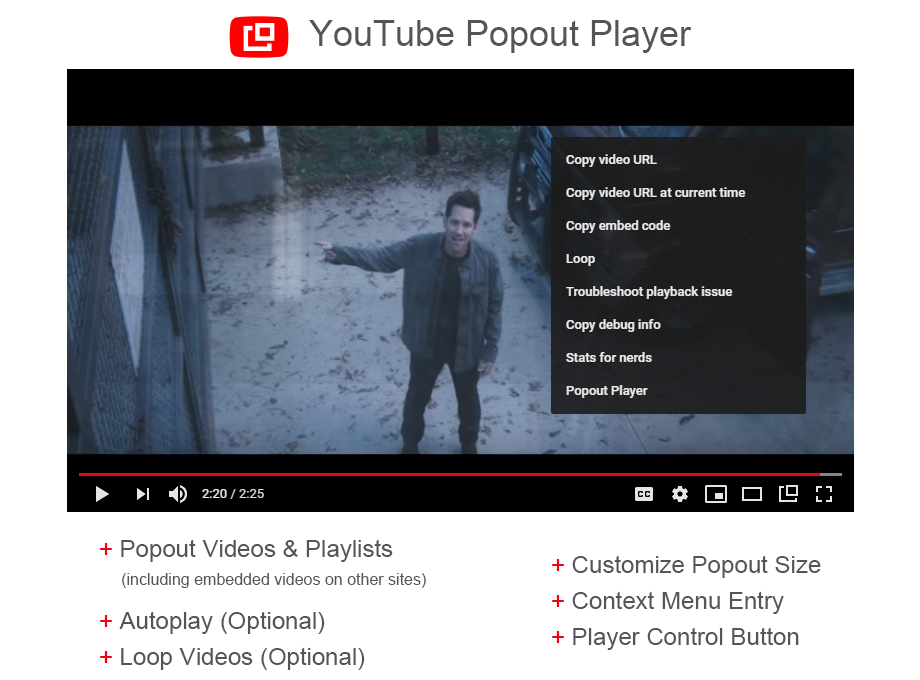 YouTube Popout Player
Copy video URL
Copy video URL at current time
Copy embed code
Loop
Troubleshoot playback issue
Copy debug info
Stats for nerds
Popout Player
2:20 / 2:25
CC
+ Popout Videos & Playlists
(including embedded videos on other sites)
+ Autoplay (Optional)
+ Loop Videos (Optional)
+ Customize Popout Size
+ Context Menu Entry
+ Player Control Button